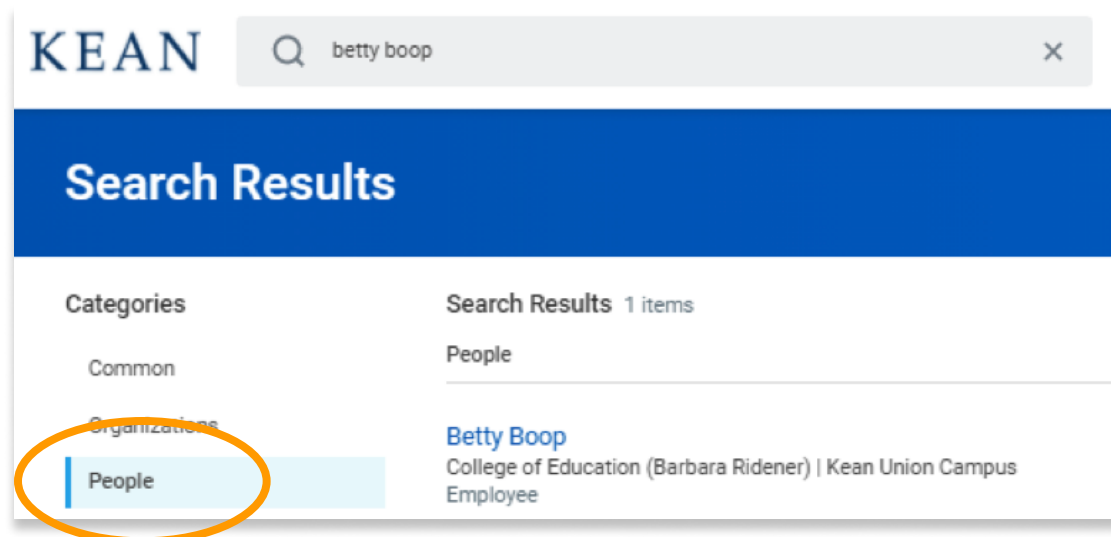 KEAN
betty boop
Search Results
Categories
Common
Organizations
People
Search Results 1 items
People
Betty Boop
College of Education (Barbara Ridener) | Kean Union Campus
Employee